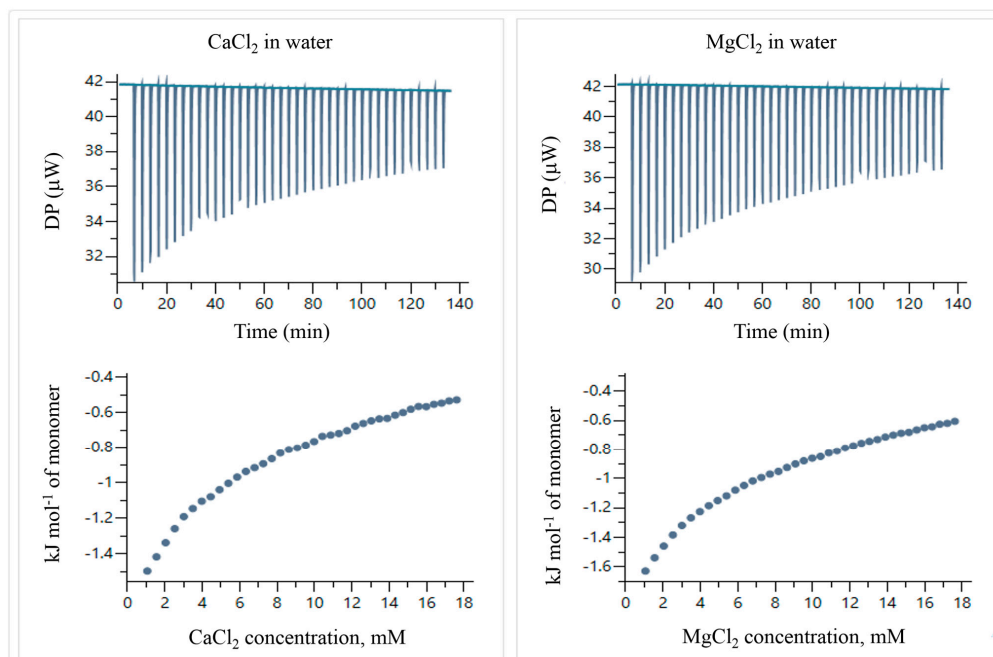 CaCl₂ in water
42
40
38
36
34
32
DP (µW)
0 20 40 60 80 100 120 140
Time (min)
-0.4
-0.6
-0.8
-1
-1.2
-1.4
kJ mol⁻¹ of monomer
0 2 4 6 8 10 12 14 16 18
CaCl₂ concentration, mM
MgCl₂ in water
42
40
38
36
34
32
30
DP (µW)
0 20 40 60 80 100 120 140
Time (min)
-0.4
-0.6
-0.8
-1
-1.2
-1.4
-1.6
kJ mol⁻¹ of monomer
0 2 4 6 8 10 12 14 16 18
MgCl₂ concentration, mM